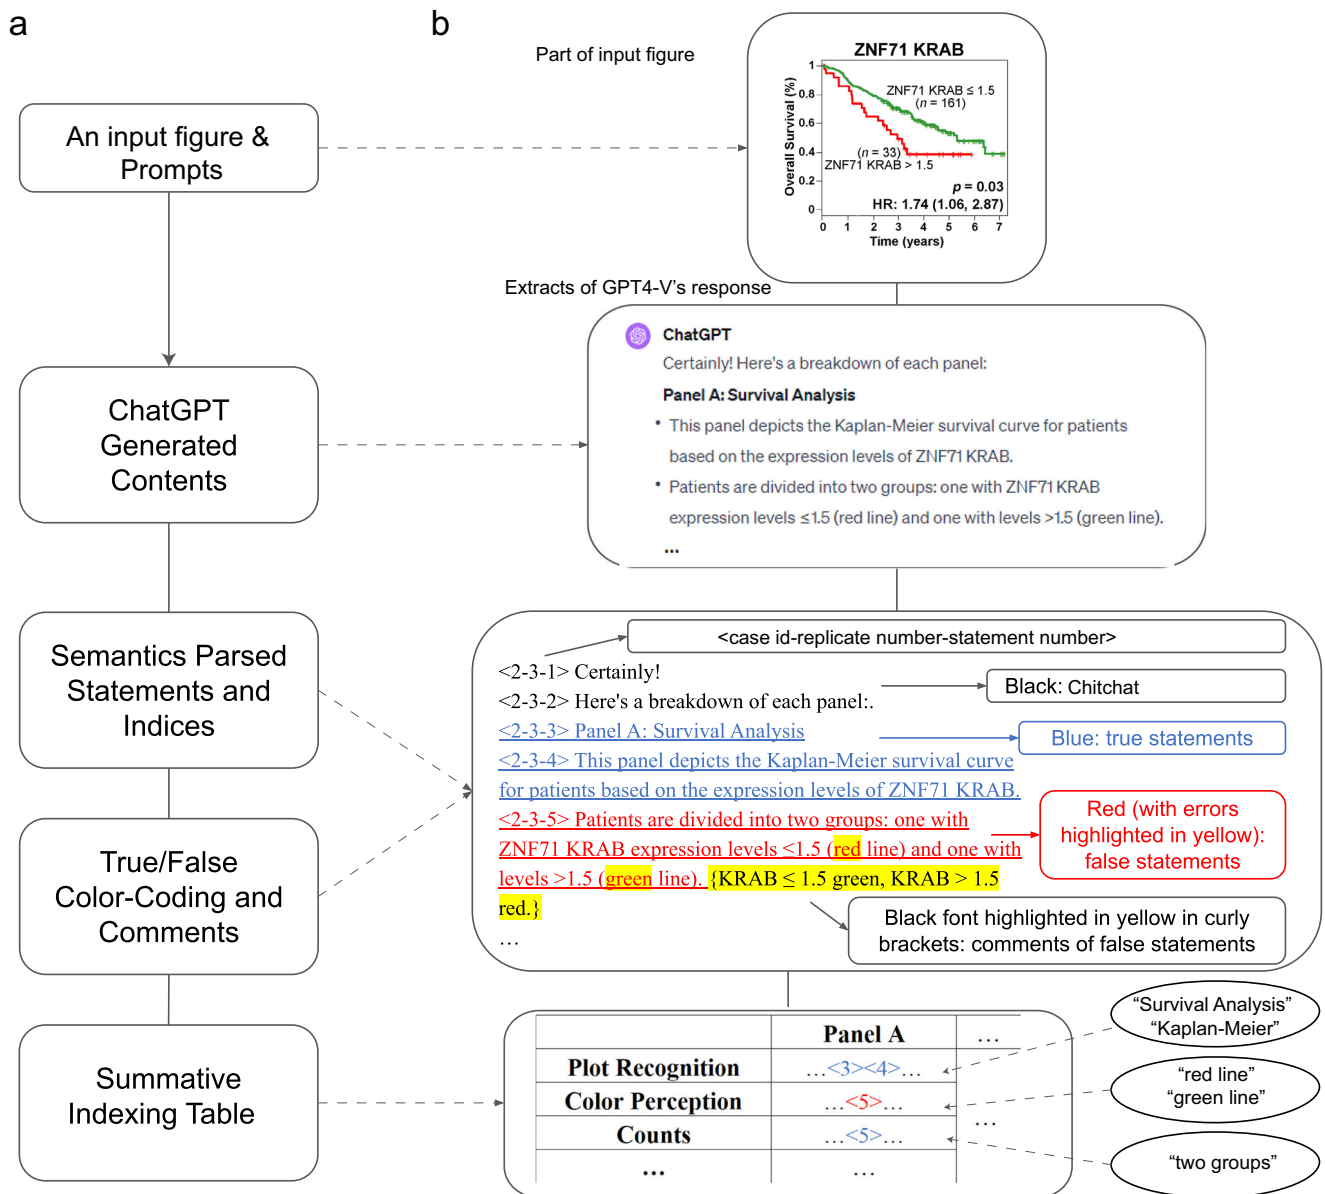 a
b
An input figure &
Prompts
ChatGPT
Generated
Contents
Semantics Parsed
Statements and
Indices
True/False
Color-Coding and
Comments
Summative
Indexing Table
Part of input figure
ZNF71 KRAB
Overall Survival (%)
1
0.8
0.6
0.4
0.2
0
ZNF71 KRAB ≤ 1.5
(n = 161)
(n = 33)
ZNF71 KRAB > 1.5
p = 0.03
HR: 1.74 (1.06, 2.87)
0 1 2 3 4 5 6 7
Time (years)
Extracts of GPT4-V's response
ChatGPT
Certainly! Here's a breakdown of each panel:
Panel A: Survival Analysis
• This panel depicts the Kaplan-Meier survival curve for patients
based on the expression levels of ZNF71 KRAB.
• Patients are divided into two groups: one with ZNF71 KRAB
expression levels ≤1.5 (red line) and one with levels >1.5 (green line).
...
<case id-replicate number-statement number>
<2-3-1> Certainly!
<2-3-2> Here's a breakdown of each panel:.
Black: Chitchat
<2-3-3> Panel A: Survival Analysis
Blue: true statements
<2-3-4> This panel depicts the Kaplan-Meier survival curve
for patients based on the expression levels of ZNF71 KRAB.
<2-3-5> Patients are divided into two groups: one with
ZNF71 KRAB expression levels ≤1.5 (red line) and one with
levels >1.5 (green line). {KRAB ≤ 1.5 green, KRAB > 1.5
red.}
…
Red (with errors
highlighted in yellow):
false statements
Black font highlighted in yellow in curly
brackets: comments of false statements
Panel A …
Plot Recognition …<3><4>…
Color Perception …<5>…
Counts …<5>…
…
... …
“Survival Analysis”
“Kaplan-Meier”
“red line”
“green line”
“two groups”